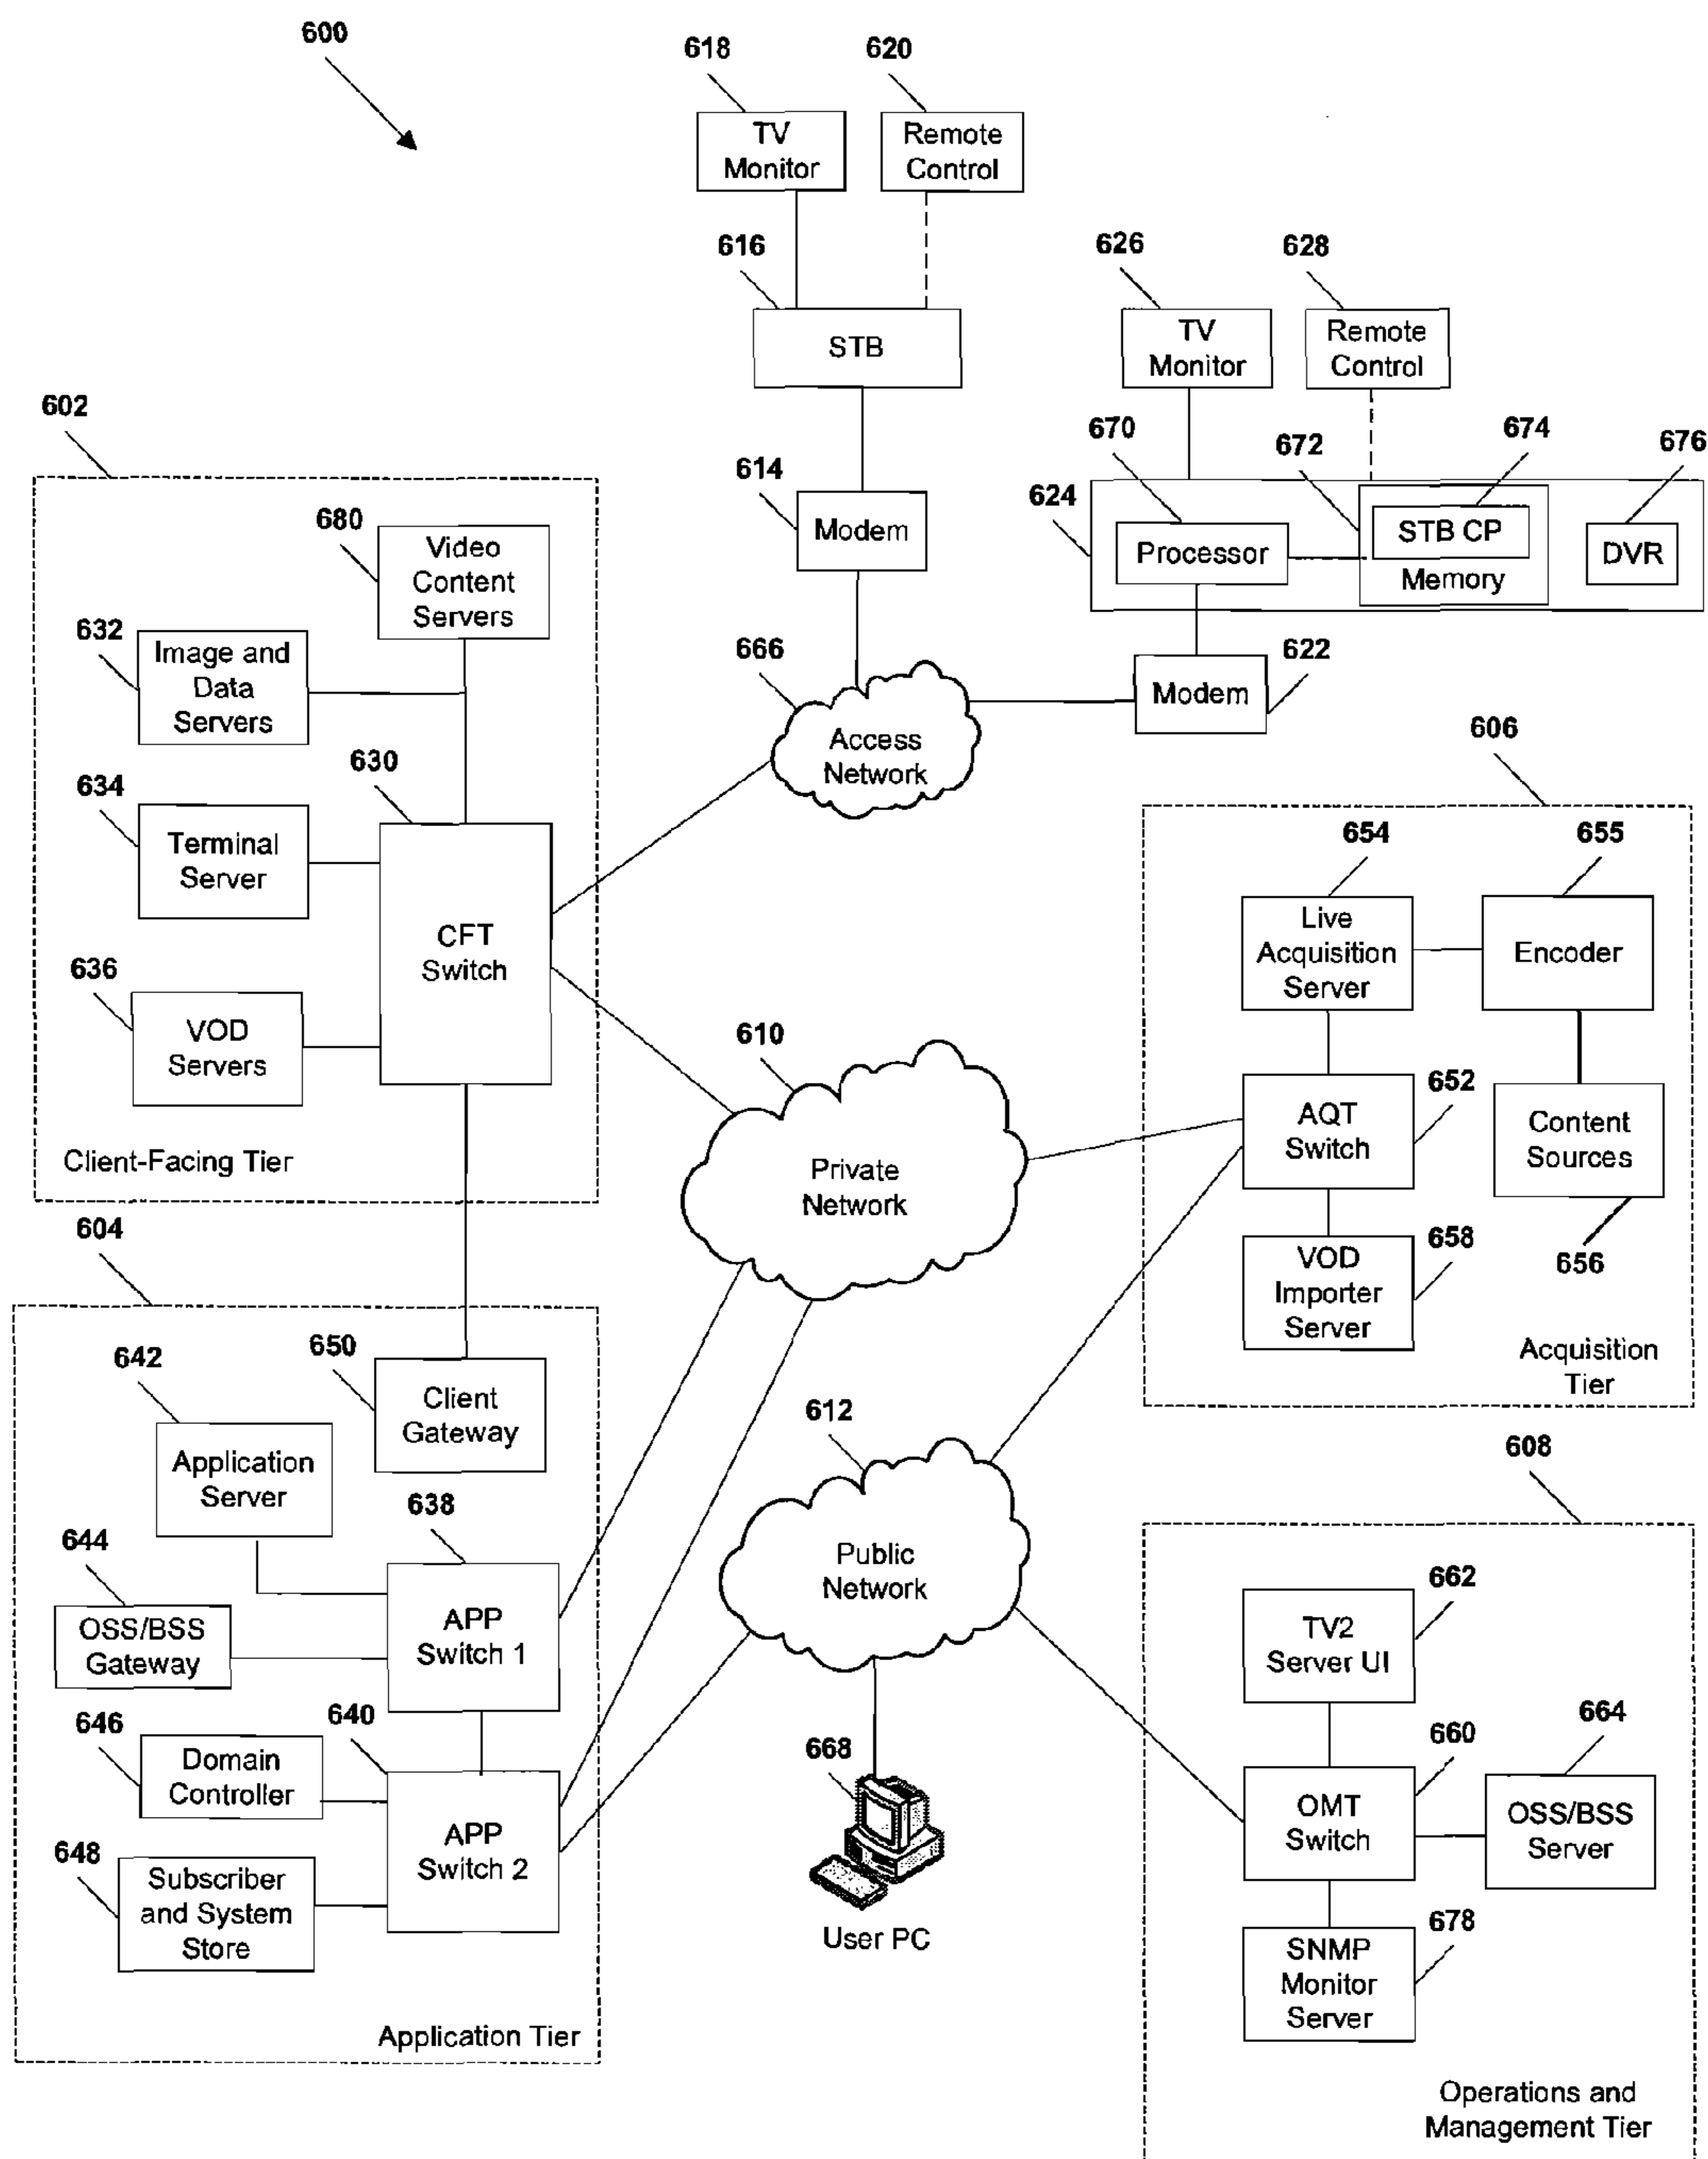 600
618
620
TV
Monitor
Remote
Control
616
STB
626
628
TV
Monitor
Remote
Control
602
614
Modem
670
672
674
676
624
Processor
STB CP
Memory
DVR
680
Video
Content
Servers
632
Image and
Data
Servers
666
Access
Network
622
Modem
630
634
Terminal
Server
CFT
Switch
636
VOD
Servers
Client-Facing Tier
606
654
655
Live
Acquisition
Server
Encoder
610
Private
Network
652
AQT
Switch
Content
Sources
656
658
VOD
Importer
Server
Acquisition
Tier
604
642
650
Client
Gateway
Application
Server
638
644
OSS/BSS
Gateway
APP
Switch 1
646
640
Domain
Controller
APP
Switch 2
648
Subscriber
and System
Store
Application Tier
612
Public
Network
668
User PC
608
662
TV2
Server UI
660
664
OMT
Switch
OSS/BSS
Server
678
SNMP
Monitor
Server
Operations and
Management Tier